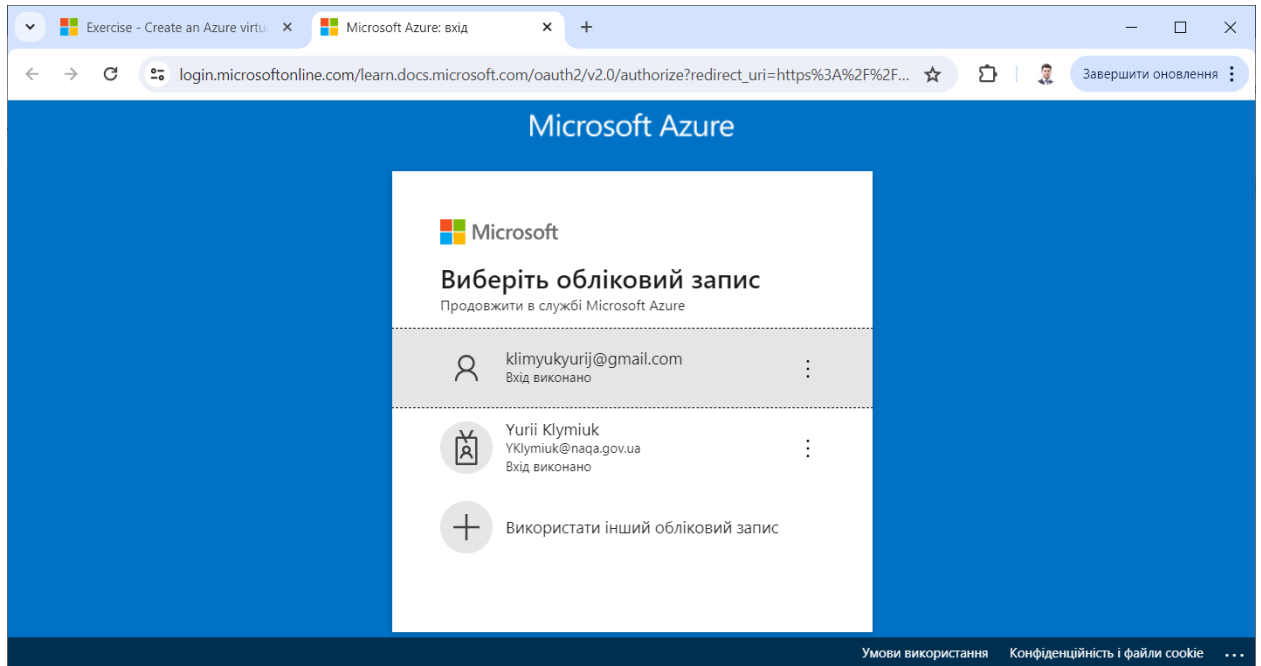 Exercise - Create an Azure virtu
Microsoft Azure: вхід
login.microsoftonline.com/learn.docs.microsoft.com/oauth2/v2.0/authorize?redirect_uri=https%3A%2F%2F...
Завершити оновлення
Microsoft Azure
Microsoft
Виберіть обліковий запис
Продовжити в службі Microsoft Azure
klimyukyurij@gmail.com
Вхід виконано
Yurii Klymiuk
YKlymiuk@naqa.gov.ua
Вхід виконано
Використати інший обліковий запис
Умови використання Конфіденційність і файли cookie ...